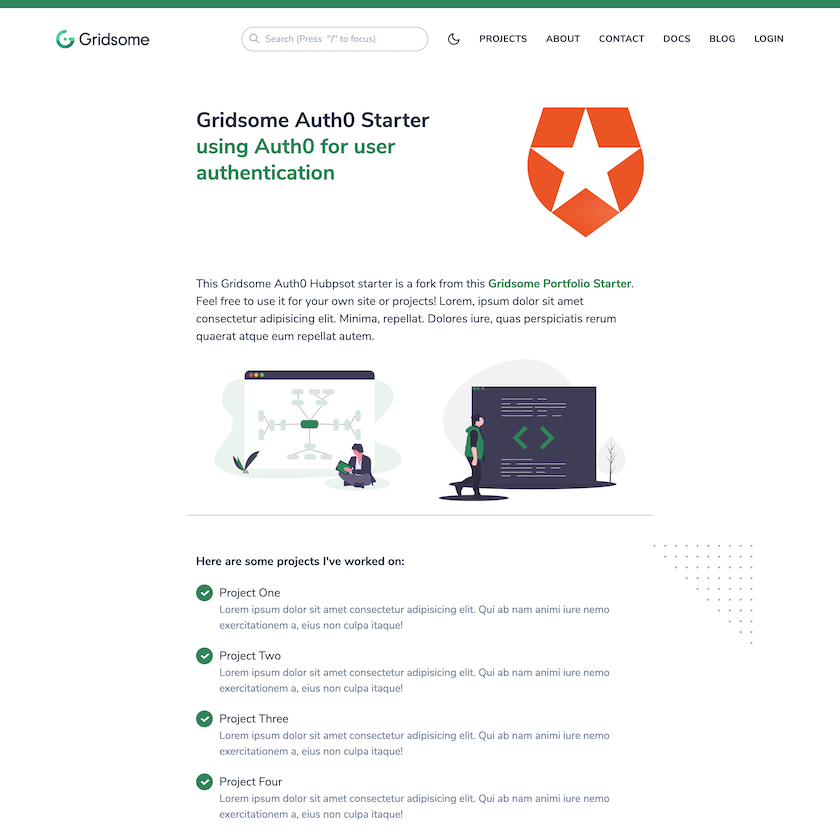 Gridsome
Search (Press "/" to focus)
PROJECTS ABOUT CONTACT DOCS BLOG LOGIN
Gridsome Auth0 Starter
using Auth0 for user
authentication
This Gridsome Auth0 Hubpsot starter is a fork from this Gridsome Portfolio Starter.
Feel free to use it for your own site or projects! Lorem, ipsum dolor sit amet
consectetur adipisicing elit. Minima, repellat. Dolores iure, quas perspiciatis rerum
quaerat atque eum repellat autem.
Here are some projects I've worked on:
Project One
Lorem ipsum dolor sit amet consectetur adipisicing elit. Qui ab nam animi iure nemo
exercitationem a, eius non culpa itaque!
Project Two
Lorem ipsum dolor sit amet consectetur adipisicing elit. Qui ab nam animi iure nemo
exercitationem a, eius non culpa itaque!
Project Three
Lorem ipsum dolor sit amet consectetur adipisicing elit. Qui ab nam animi iure nemo
exercitationem a, eius non culpa itaque!
Project Four
Lorem ipsum dolor sit amet consectetur adipisicing elit. Qui ab nam animi iure nemo
exercitationem a, eius non culpa itaque!